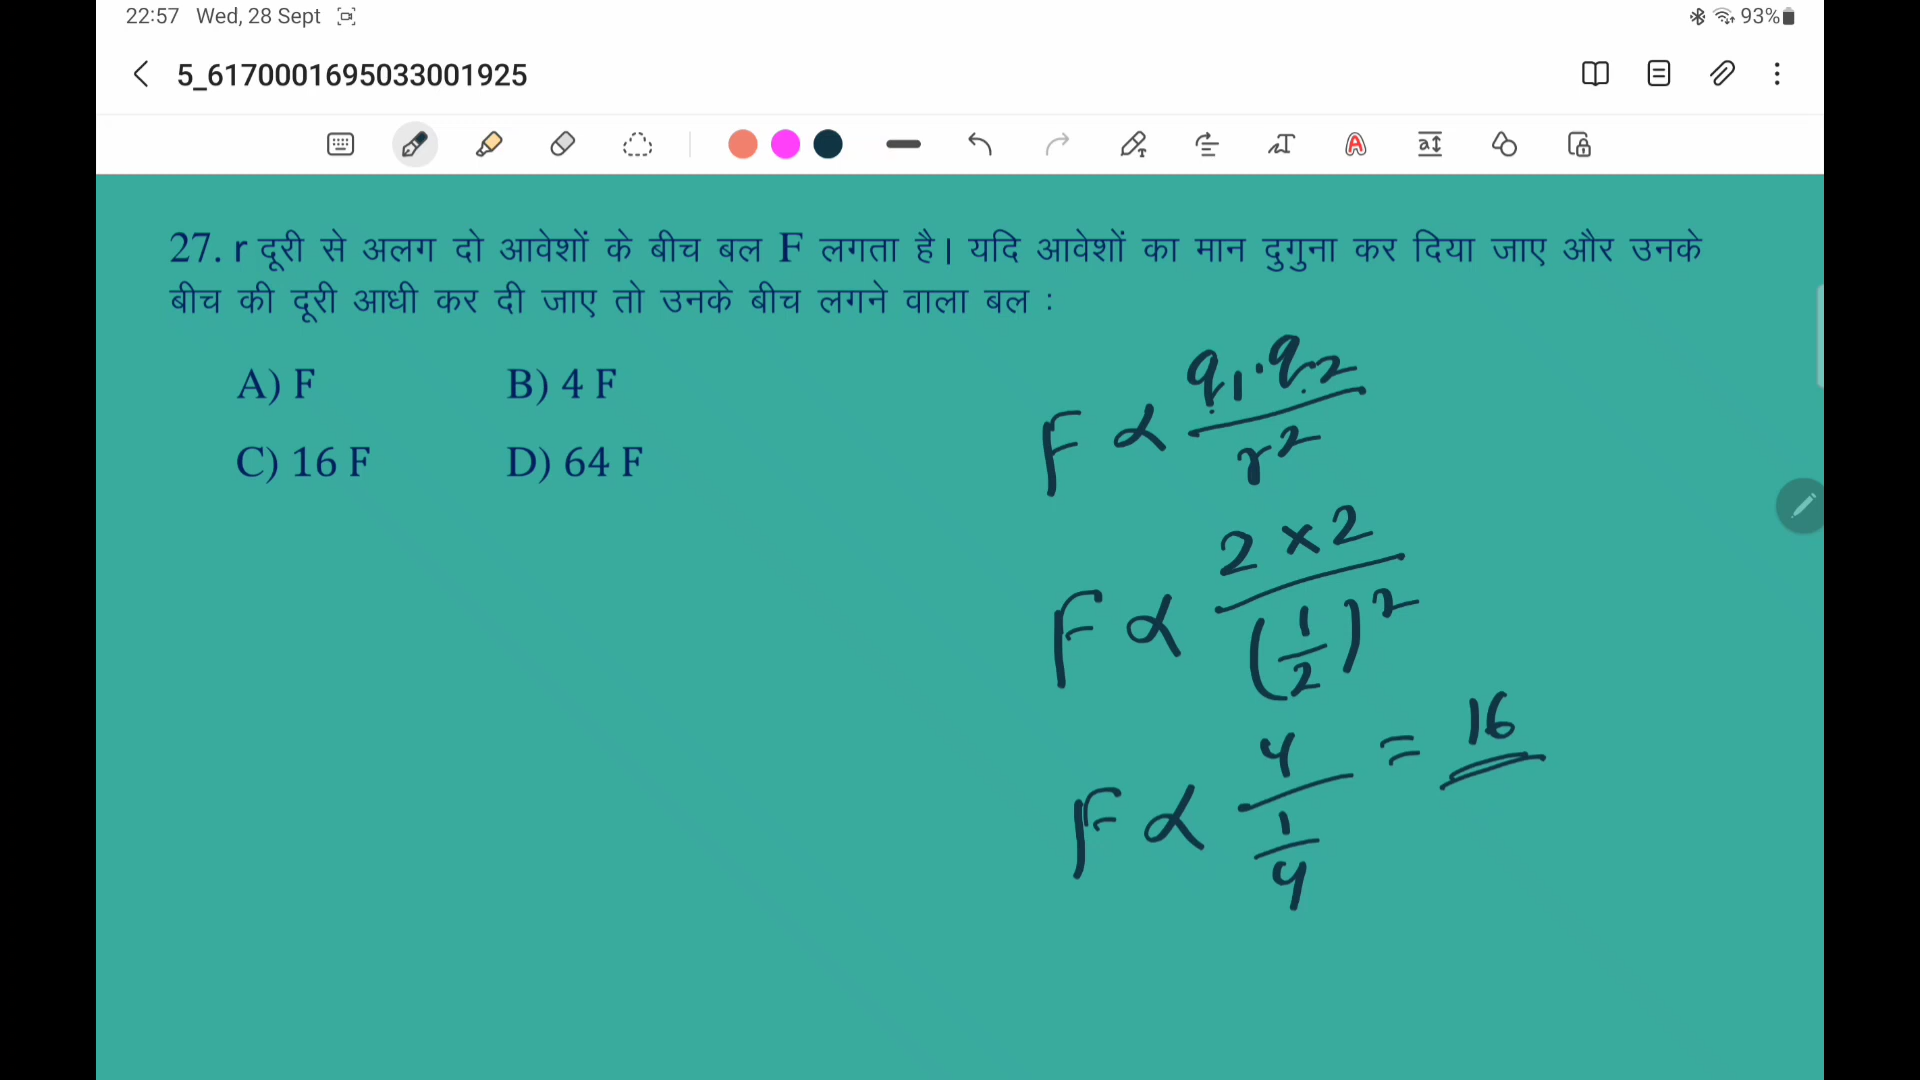 22:57 Wed, 28 Sept 93%
5_6170001695033001925
27. r दूरी से अलग दो आवेशों के बीच बल F लगता है। यदि आवेशों का मान दुगुना कर दिया जाए और उनके
बीच की दूरी आधी कर दी जाए तो उनके बीच लगने वाला बल :
A) F B) 4 F
C) 16 F D) 64 F
F ∝ q₁·q₂ / r²
F ∝ 2 × 2 / (1/2)²
F ∝ 4 / (1/4) = 16